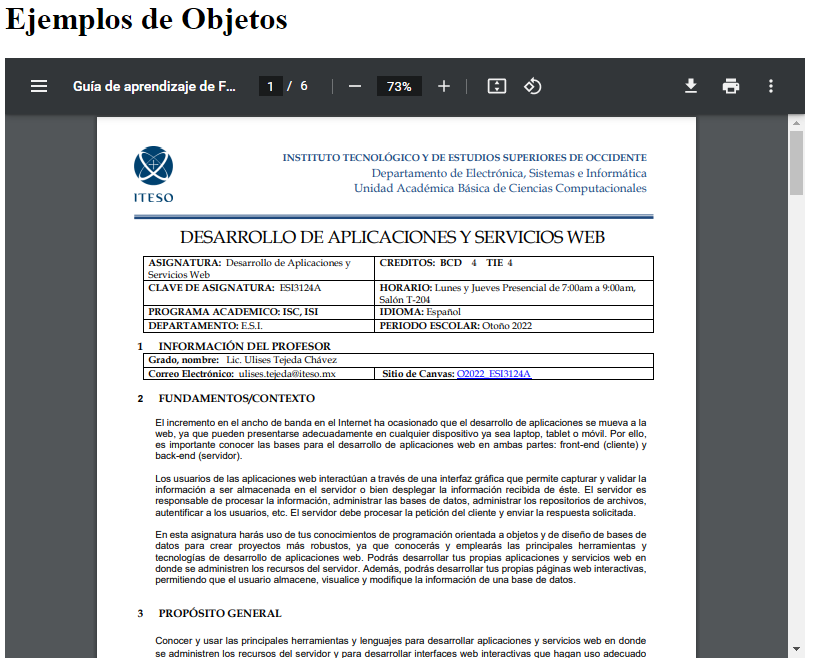 Ejemplos de Objetos
Guía de aprendizaje de F... 1 / 6 73%
ITESO
INSTITUTO TECNOLÓGICO Y DE ESTUDIOS SUPERIORES DE OCCIDENTE
Departamento de Electrónica, Sistemas e Informática
Unidad Académica Básica de Ciencias Computacionales
DESARROLLO DE APLICACIONES Y SERVICIOS WEB
ASIGNATURA: Desarrollo de Aplicaciones y
Servicios Web
CREDITOS: BCD 4 TIE 4
CLAVE DE ASIGNATURA: ESI3124A
HORARIO: Lunes y Jueves Presencial de 7:00am a 9:00am,
Salón T-204
PROGRAMA ACADEMICO: ISC, ISI
IDIOMA: Español
DEPARTAMENTO: E.S.I.
PERIODO ESCOLAR: Otoño 2022
1 INFORMACIÓN DEL PROFESOR
Grado, nombre: Lic. Ulises Tejeda Chávez
Correo Electrónico: ulises.tejeda@iteso.mx
Sitio de Canvas: O2022_ESI3124A
2 FUNDAMENTOS/CONTEXTO
El incremento en el ancho de banda en el Internet ha ocasionado que el desarrollo de aplicaciones se mueva a la
web, ya que pueden presentarse adecuadamente en cualquier dispositivo ya sea laptop, tablet o móvil. Por ello,
es importante conocer las bases para el desarrollo de aplicaciones web en ambas partes: front-end (cliente) y
back-end (servidor).
Los usuarios de las aplicaciones web interactúan a través de una interfaz gráfica que permite capturar y validar la
información a ser almacenada en el servidor o bien desplegar la información recibida de éste. El servidor es
responsable de procesar la información, administrar las bases de datos, administrar los repositorios de archivos,
autentificar a los usuarios, etc. El servidor debe procesar la petición del cliente y enviar la respuesta solicitada.
En esta asignatura harás uso de tus conocimientos de programación orientada a objetos y de diseño de bases de
datos para crear proyectos más robustos, ya que conocerás y emplearás las principales herramientas y
tecnologías de desarrollo de aplicaciones web. Podrás desarrollar tus propias aplicaciones y servicios web en
donde se administren los recursos del servidor. Además, podrás desarrollar tus propias páginas web interactivas,
permitiendo que el usuario almacene, visualice y modifique la información de una base de datos.
3 PROPÓSITO GENERAL
Conocer y usar las principales herramientas y lenguajes para desarrollar aplicaciones y servicios web en donde
se administren los recursos del servidor y para desarrollar interfaces web interactivas que hagan uso adecuado